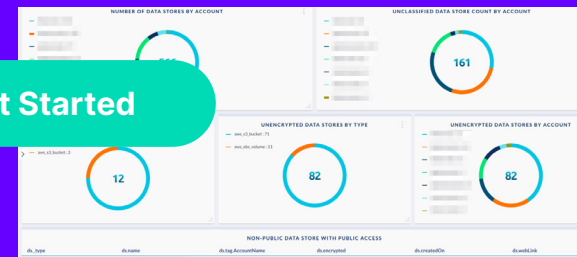 NUMBER OF DATA STORES BY ACCOUNT
UNCLASSIFIED DATA STORE COUNT BY ACCOUNT
161
t Started
UNENCRYPTED DATA STORES BY TYPE
aws_s3_bucket : 71
aws_ebs_volume : 11
82
UNENCRYPTED DATA STORES BY ACCOUNT
82
aws_s3_bucket : 3
12
NON-PUBLIC DATA STORE WITH PUBLIC ACCESS
ds._type ds.name ds.tag.AccountName ds.encrypted ds.createdOn ds.webLink